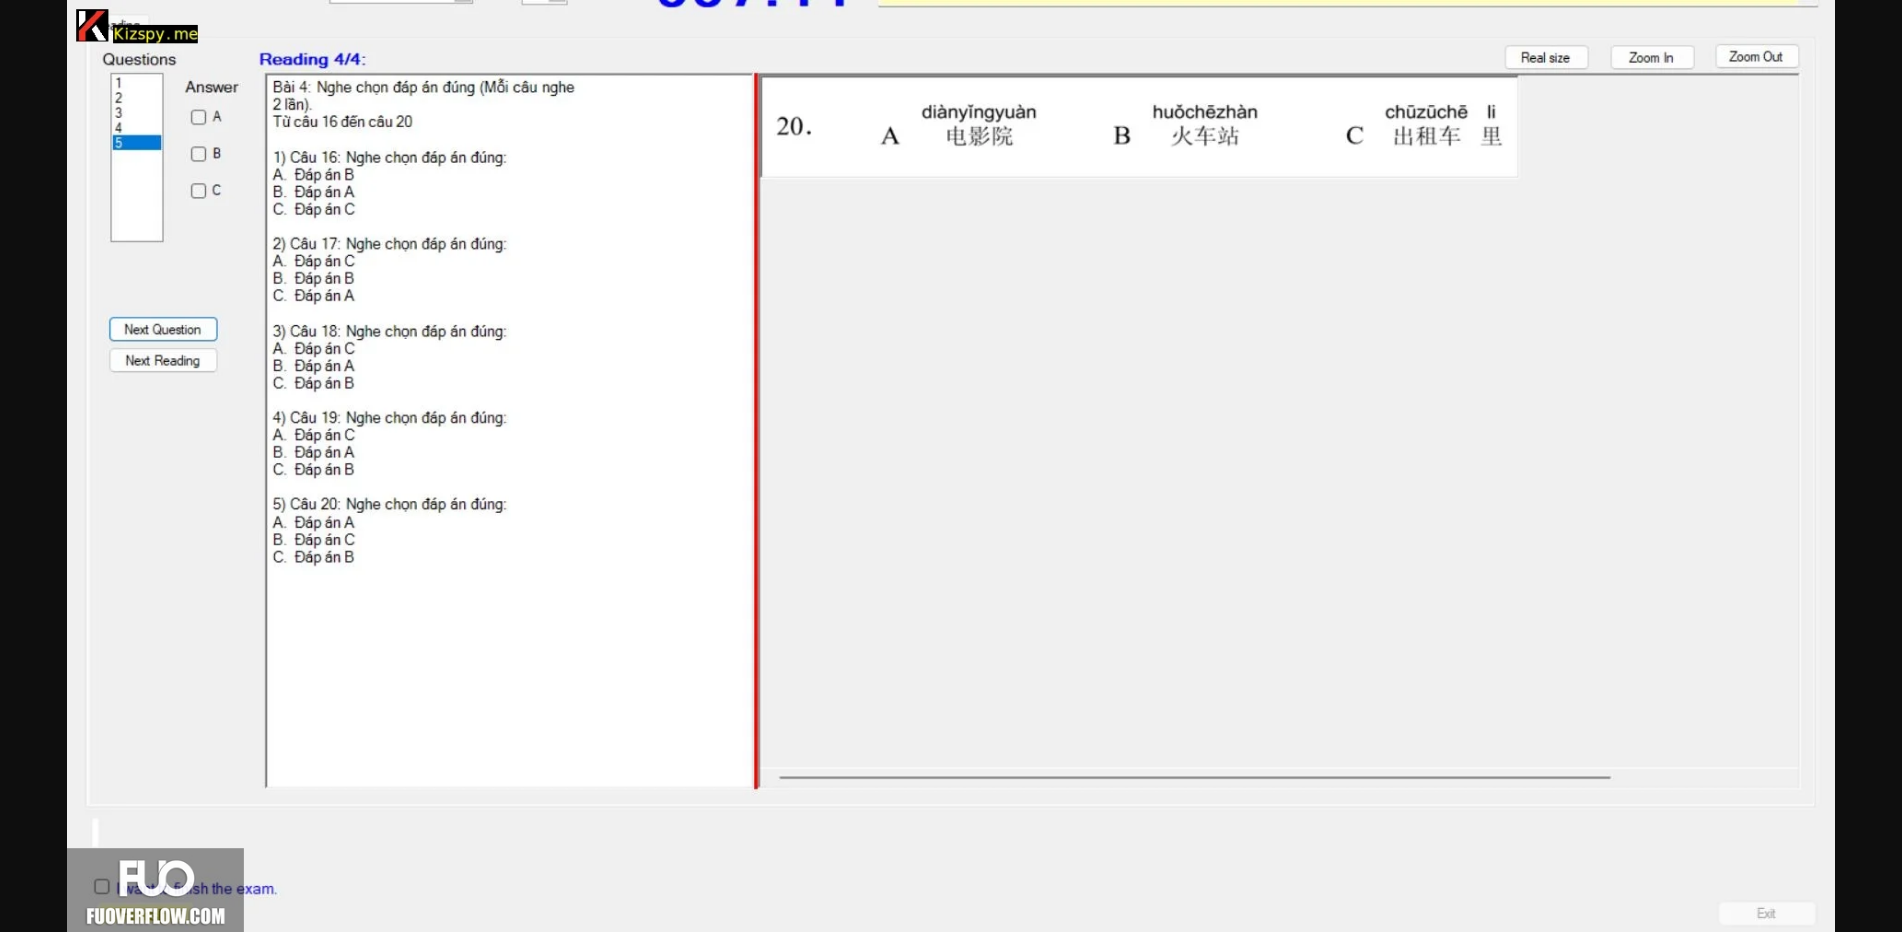 Kizspy.me
Questions
Reading 4/4:
Real size
Zoom In
Zoom Out
1
2
3
4
5
Answer
A
B
C
Next Question
Next Reading
Bài 4: Nghe chọn đáp án đúng (Mỗi câu nghe
2 lần).
Từ câu 16 đến câu 20
1) Câu 16: Nghe chọn đáp án đúng:
A. Đáp án B
B. Đáp án A
C. Đáp án C
2) Câu 17: Nghe chọn đáp án đúng:
A. Đáp án C
B. Đáp án B
C. Đáp án A
3) Câu 18: Nghe chọn đáp án đúng:
A. Đáp án C
B. Đáp án A
C. Đáp án B
4) Câu 19: Nghe chọn đáp án đúng:
A. Đáp án C
B. Đáp án A
C. Đáp án B
5) Câu 20: Nghe chọn đáp án đúng:
A. Đáp án A
B. Đáp án C
C. Đáp án B
diànyǐngyuàn huǒchēzhàn chūzūchē li
20. A 电影院 B 火车站 C 出租车 里
FUO
the exam.
FUOVERFLOW.COM
Exit